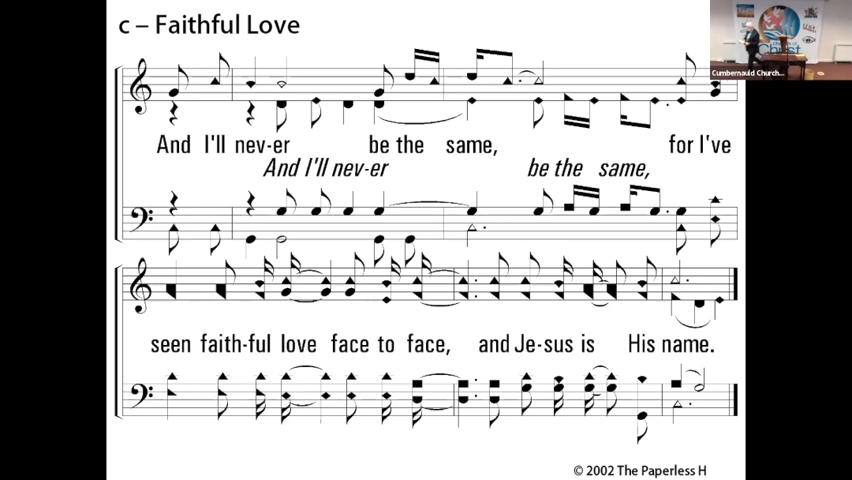 c – Faithful Love
Cumbernauld Church...
And I'll nev-er be the same, for I've
And I'll nev-er be the same,
seen faith-ful love face to face, and Je-sus is His name.
© 2002 The Paperless H